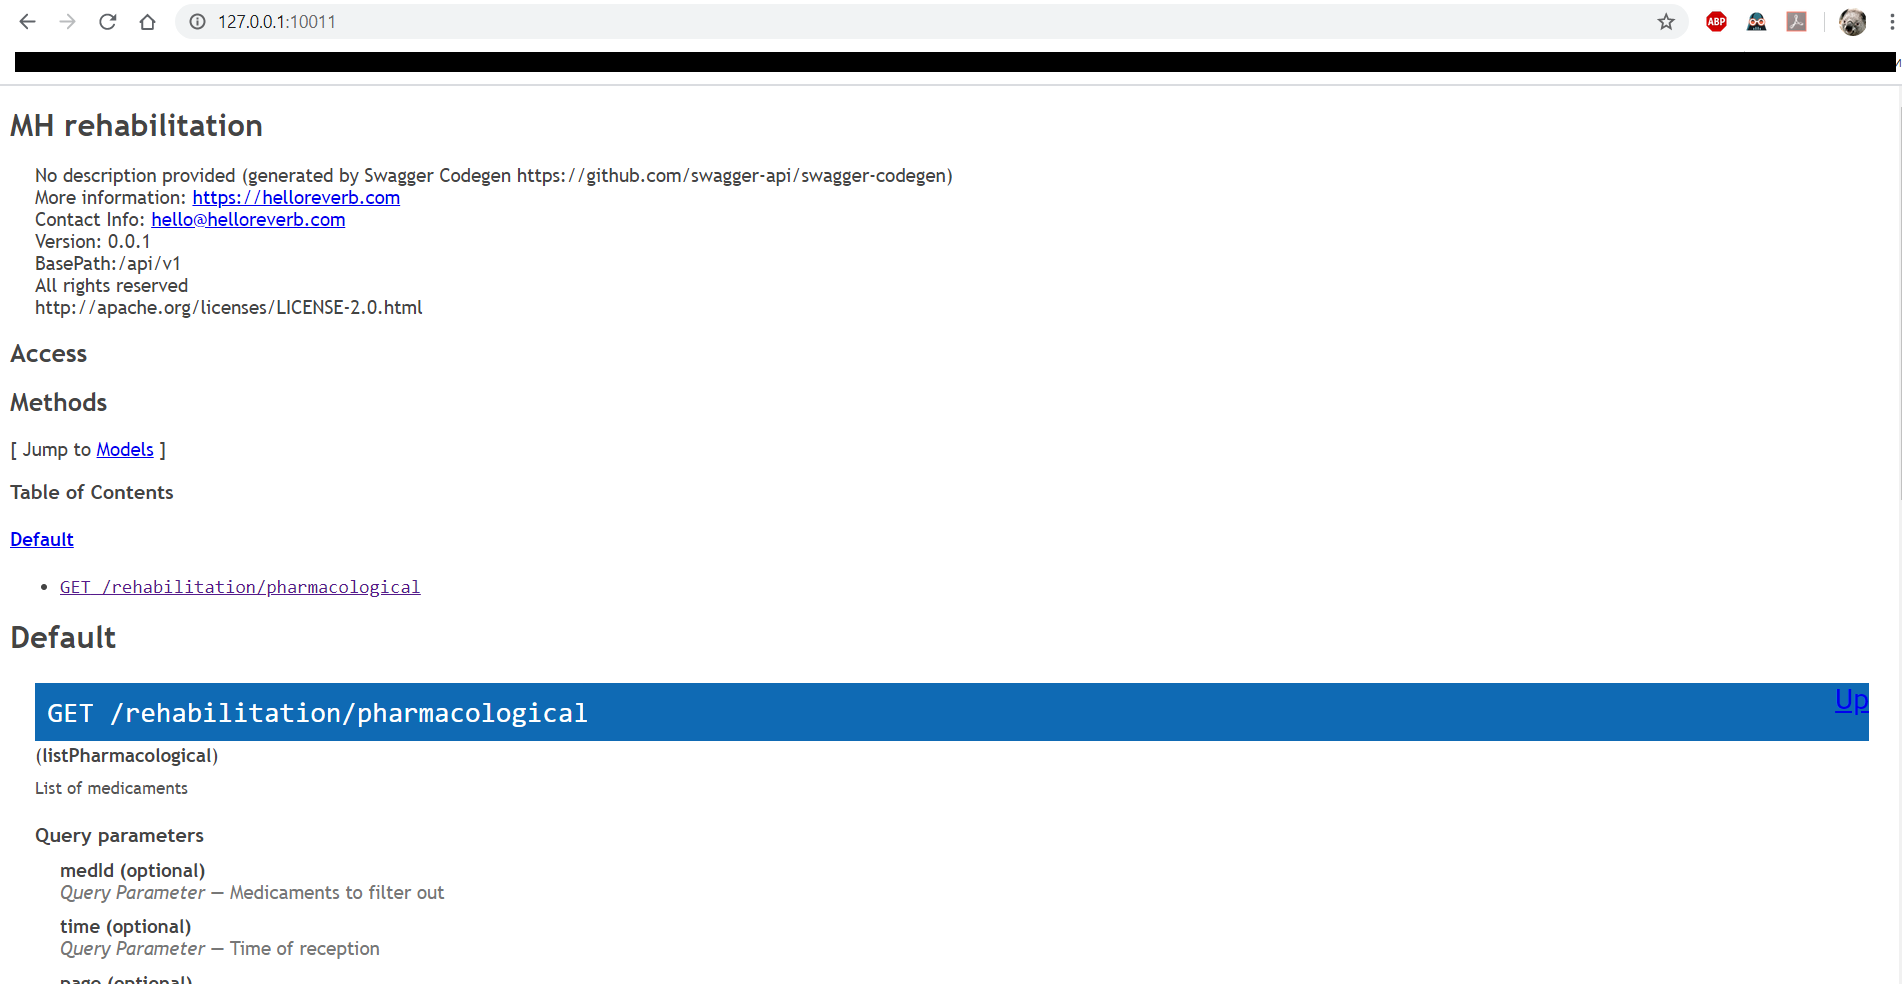 127.0.0.1:10011
ABP
MH rehabilitation
No description provided (generated by Swagger Codegen https://github.com/swagger-api/swagger-codegen)
More information: https://helloreverb.com
Contact Info: hello@helloreverb.com
Version: 0.0.1
BasePath:/api/v1
All rights reserved
http://apache.org/licenses/LICENSE-2.0.html
Access
Methods
[ Jump to Models ]
Table of Contents
Default
GET /rehabilitation/pharmacological
Default
GET /rehabilitation/pharmacological
Up
(listPharmacological)
List of medicaments
Query parameters
medId (optional)
Query Parameter — Medicaments to filter out
time (optional)
Query Parameter — Time of reception
page (optional)